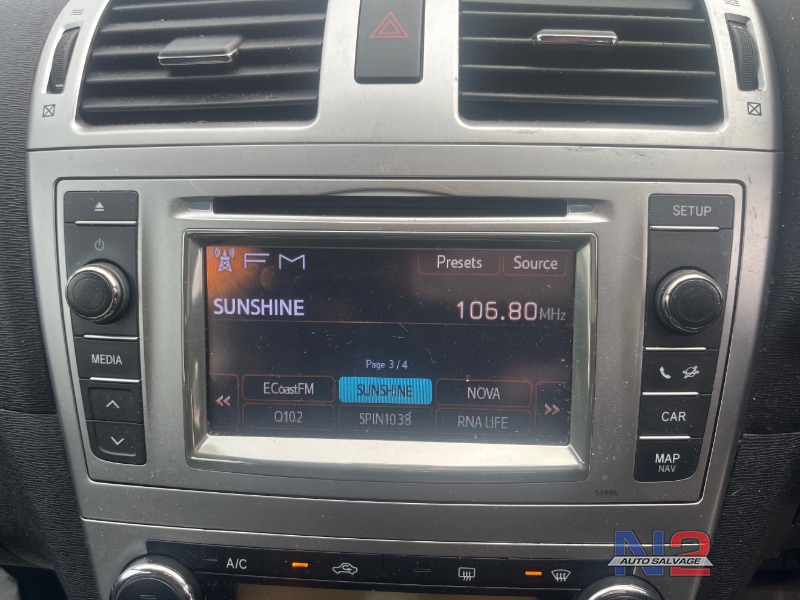 SETUP
FM
Presets
Source
SUNSHINE
106.80MHz
MEDIA
Page 3/4
ECoastFM
SUNSHINE
NOVA
Q102
SPIN1038
RNA LIFE
CAR
MAP
NAV
A/C
N2
AUTO SALVAGE